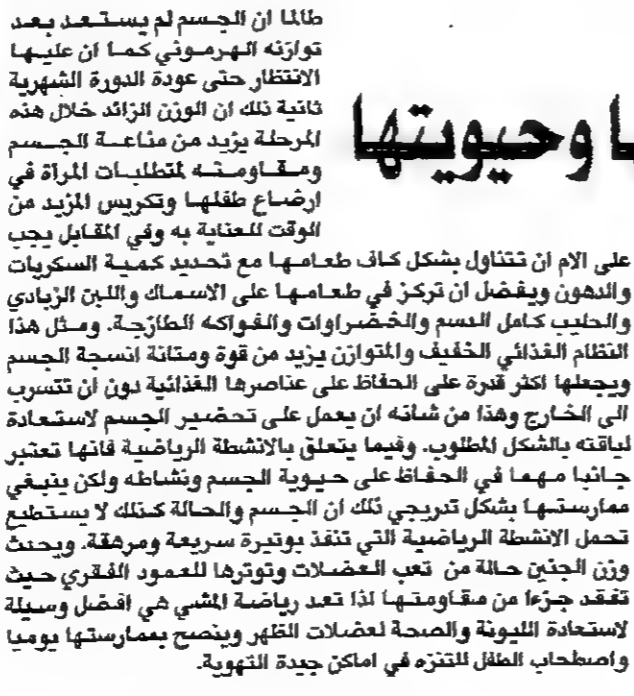 ا وحيويتها
طالما ان الجسم لم يستعد بعد
توازنه الهرموني كما ان عليها
الانتظار حتى عودة الدورة الشهرية
ثانية ذلك ان الوزن الزائد خلال هذه
المرحلة يزيد من مناعة الجسم
ومقاومته لمتطلبات المرأة في
ارضاع طفلها وتكريس المزيد من
الوقت للعناية به وفي المقابل يجب
على الام ان تتناول بشكل كاف طعامها مع تحديد كمية السكريات
والدهون ويفضل ان تركز في طعامها على الاسماك واللبن الزبادي
والحليب كامل الدسم والخضراوات والفواكه الطازجة. ومثل هذا
النظام الغذائي الخفيف والمتوازن يزيد من قوة ومتانة انسجة الجسم
ويجعلها اكثر قدرة على الحفاظ على عناصرها الغذائية دون ان تتسرب
الى الخارج وهذا من شانه ان يعمل على تحضير الجسم لاستعادة
لياقته بالشكل المطلوب. وفيما يتعلق بالانشطة الرياضية فانها تعتبر
جانبا مهما في الحفاظ على حيوية الجسم ونشاطه ولكن ينبغي
ممارستها بشكل تدريجي ذلك ان الجسم والحالة كذلك لا يستطيع
تحمل الانشطة الرياضية التي تنفذ بوتيرة سريعة ومرهقة. ويحدث
وزن الجنين حالة من تعب العضلات وتوترها للعمود الفقري حيث
تفقد جزءا من مقاومتها لذا تعد رياضة المشي هي افضل وسيلة
لاستعادة الليونة والصحة لعضلات الظهر وينصح بممارستها يوميا
واصطحاب الطفل للتنزه في اماكن جيدة التهوية.